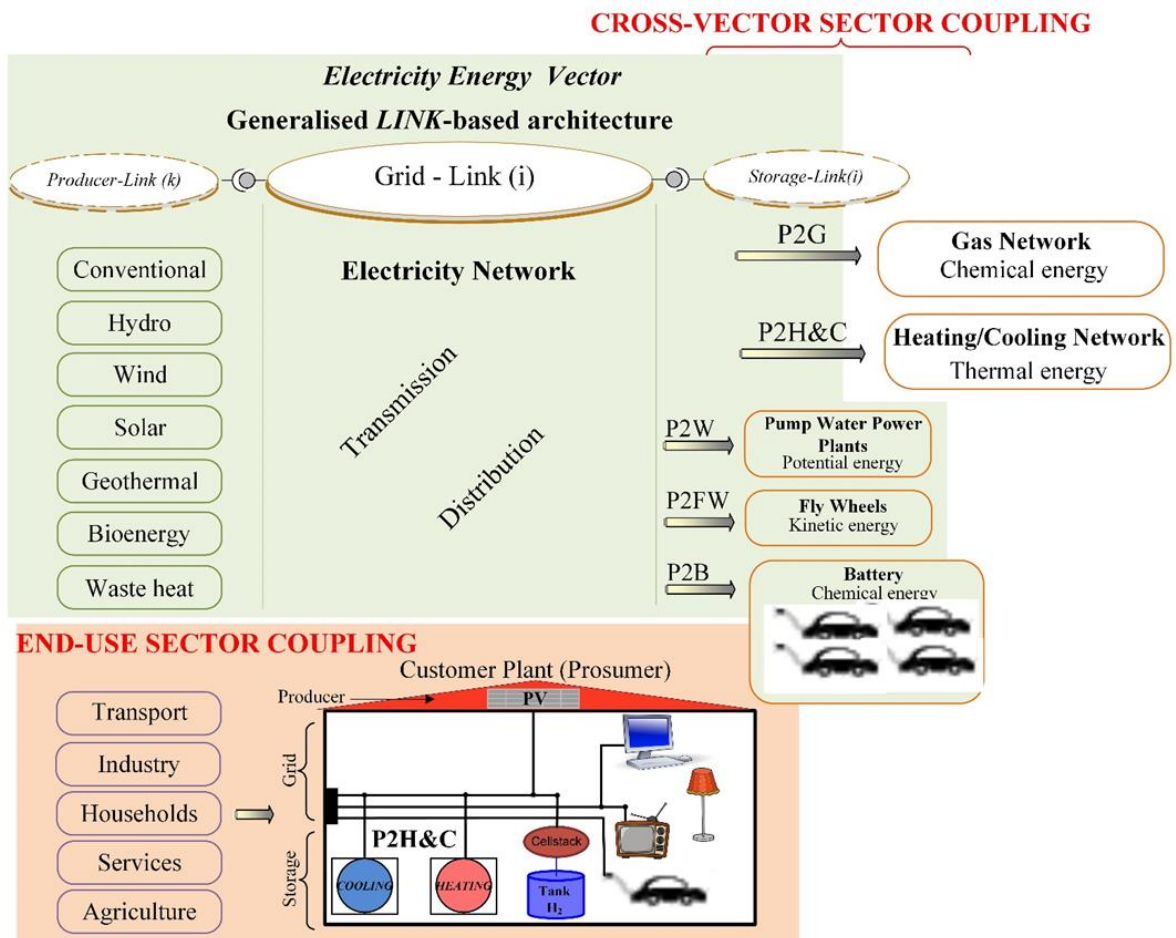 CROSS-VECTOR SECTOR COUPLING
Electricity Energy Vector
Generalised LINK-based architecture
Producer-Link (k)
Grid - Link (i)
Storage-Link(i)
Conventional
Hydro
Wind
Solar
Geothermal
Bioenergy
Waste heat
Electricity Network
Transmission
Distribution
P2G
Gas Network
Chemical energy
P2H&C
Heating/Cooling Network
Thermal energy
P2W
Pump Water Power
Plants
Potential energy
P2FW
Fly Wheels
Kinetic energy
P2B
Battery
Chemical energy
END-USE SECTOR COUPLING
Transport
Industry
Households
Services
Agriculture
Customer Plant (Prosumer)
Producer
PV
Grid
Storage
P2H&C
COOLING
HEATING
Cellstack
Tank
H₂